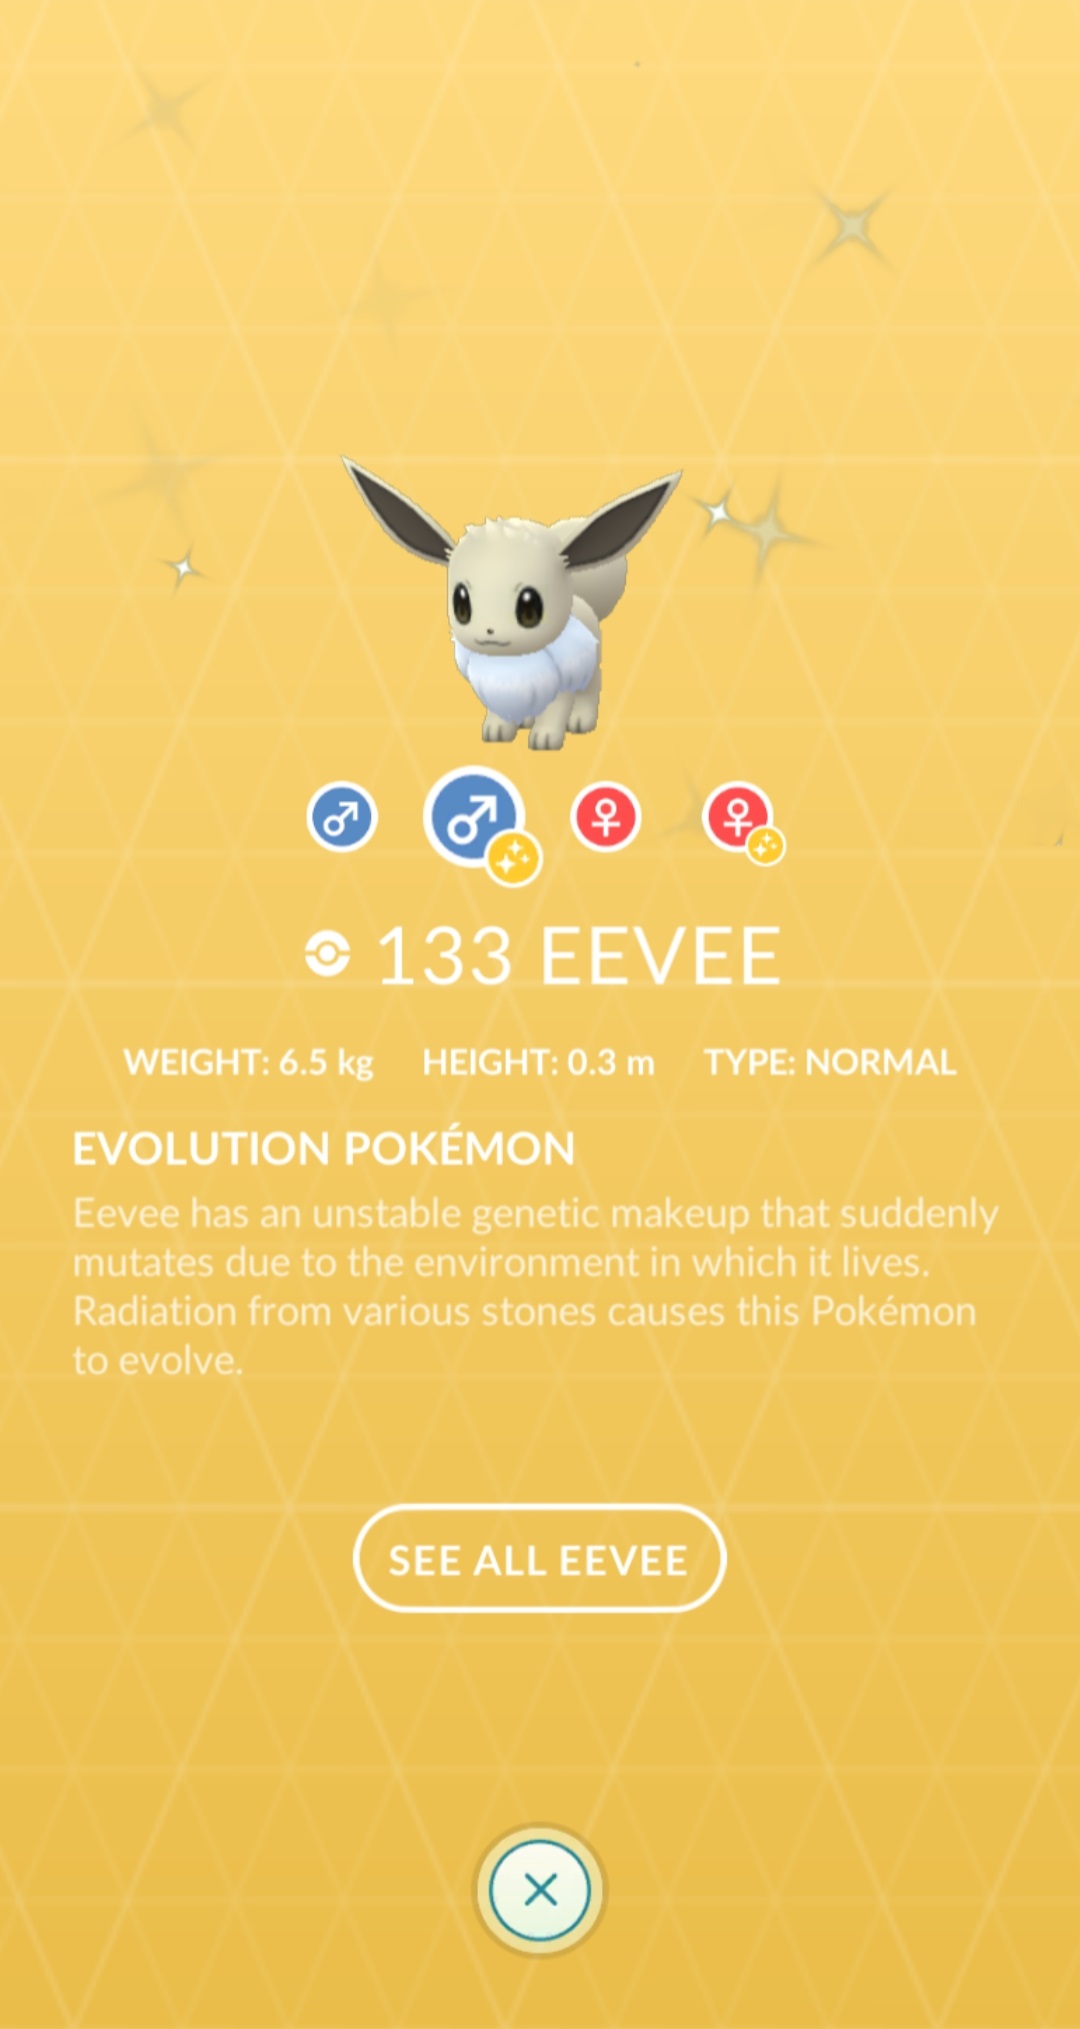 133 EEVEE
WEIGHT: 6.5 kg HEIGHT: 0.3 m TYPE: NORMAL
EVOLUTION POKÉMON
Eevee has an unstable genetic makeup that suddenly
mutates due to the environment in which it lives.
Radiation from various stones causes this Pokémon
to evolve.
SEE ALL EEVEE